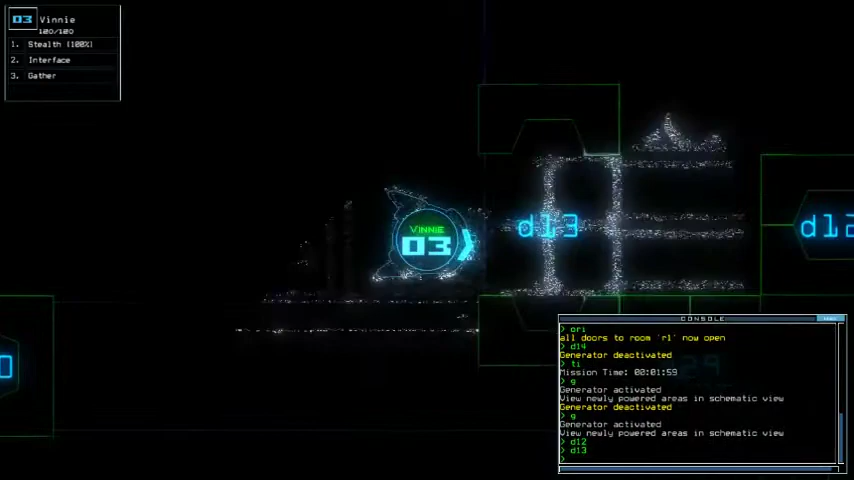 03 Vinnie
100/100
1. Stealth (100%)
2. Interface
3. Gather
VINNIE
03
d13
d12
CONSOLE
> ori
all doors to room `r1` now open
> d14
Generator deactivated
> ti
Mission Time: 00:01:59
> g
Generator activated
View newly powered areas in schematic view
Generator deactivated
> g
Generator activated
View newly powered areas in schematic view
> d12
> d13
>